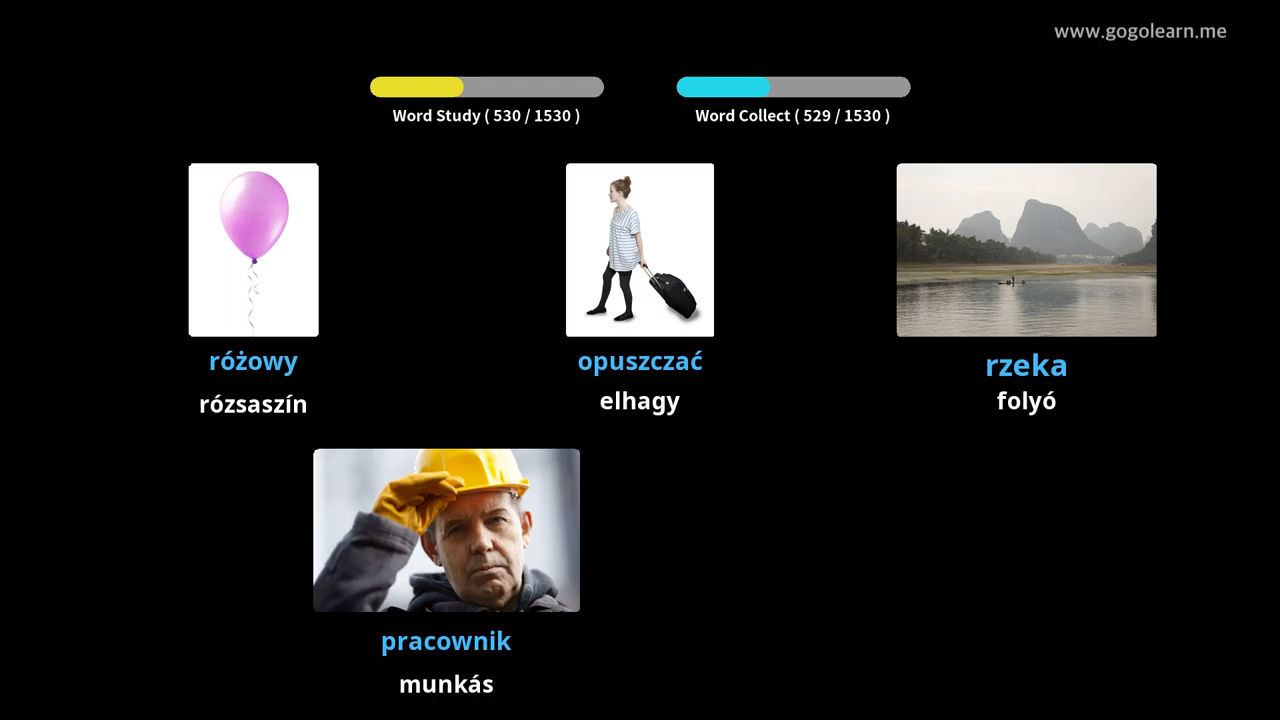 www.gogolearn.me
Word Study ( 530 / 1530 )
Word Collect ( 529 / 1530 )
różowy
rózsaszín
opuszczać
elhagy
rzeka
folyó
pracownik
munkás